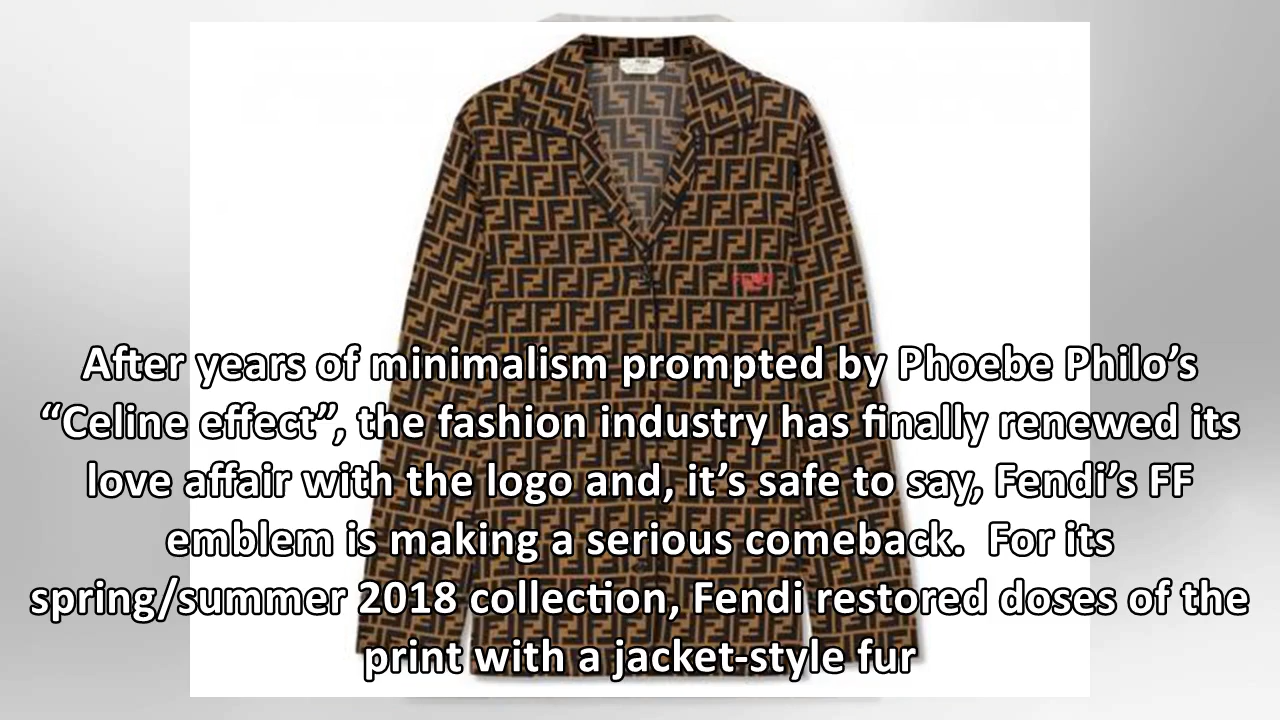 FENDI
After years of minimalism prompted by Phoebe Philo’s
“Celine effect”, the fashion industry has finally renewed its
love affair with the logo and, it’s safe to say, Fendi’s FF
emblem is making a serious comeback.  For its
spring/summer 2018 collection, Fendi restored doses of the
print with a jacket-style fur